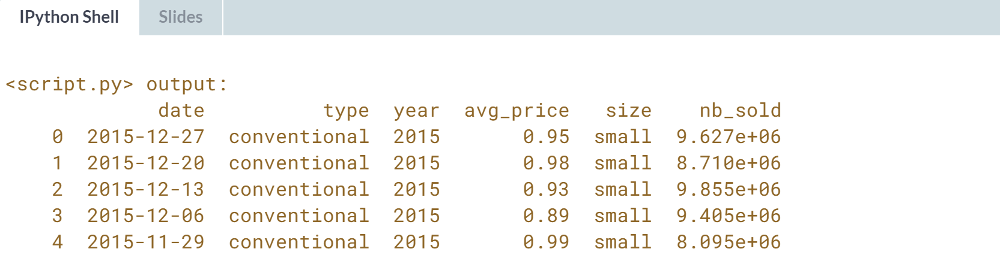 IPython Shell Slides
<script.py> output:
date type year avg_price size nb_sold
0 2015-12-27 conventional 2015 0.95 small 9.627e+06
1 2015-12-20 conventional 2015 0.98 small 8.710e+06
2 2015-12-13 conventional 2015 0.93 small 9.855e+06
3 2015-12-06 conventional 2015 0.89 small 9.405e+06
4 2015-11-29 conventional 2015 0.99 small 8.095e+06